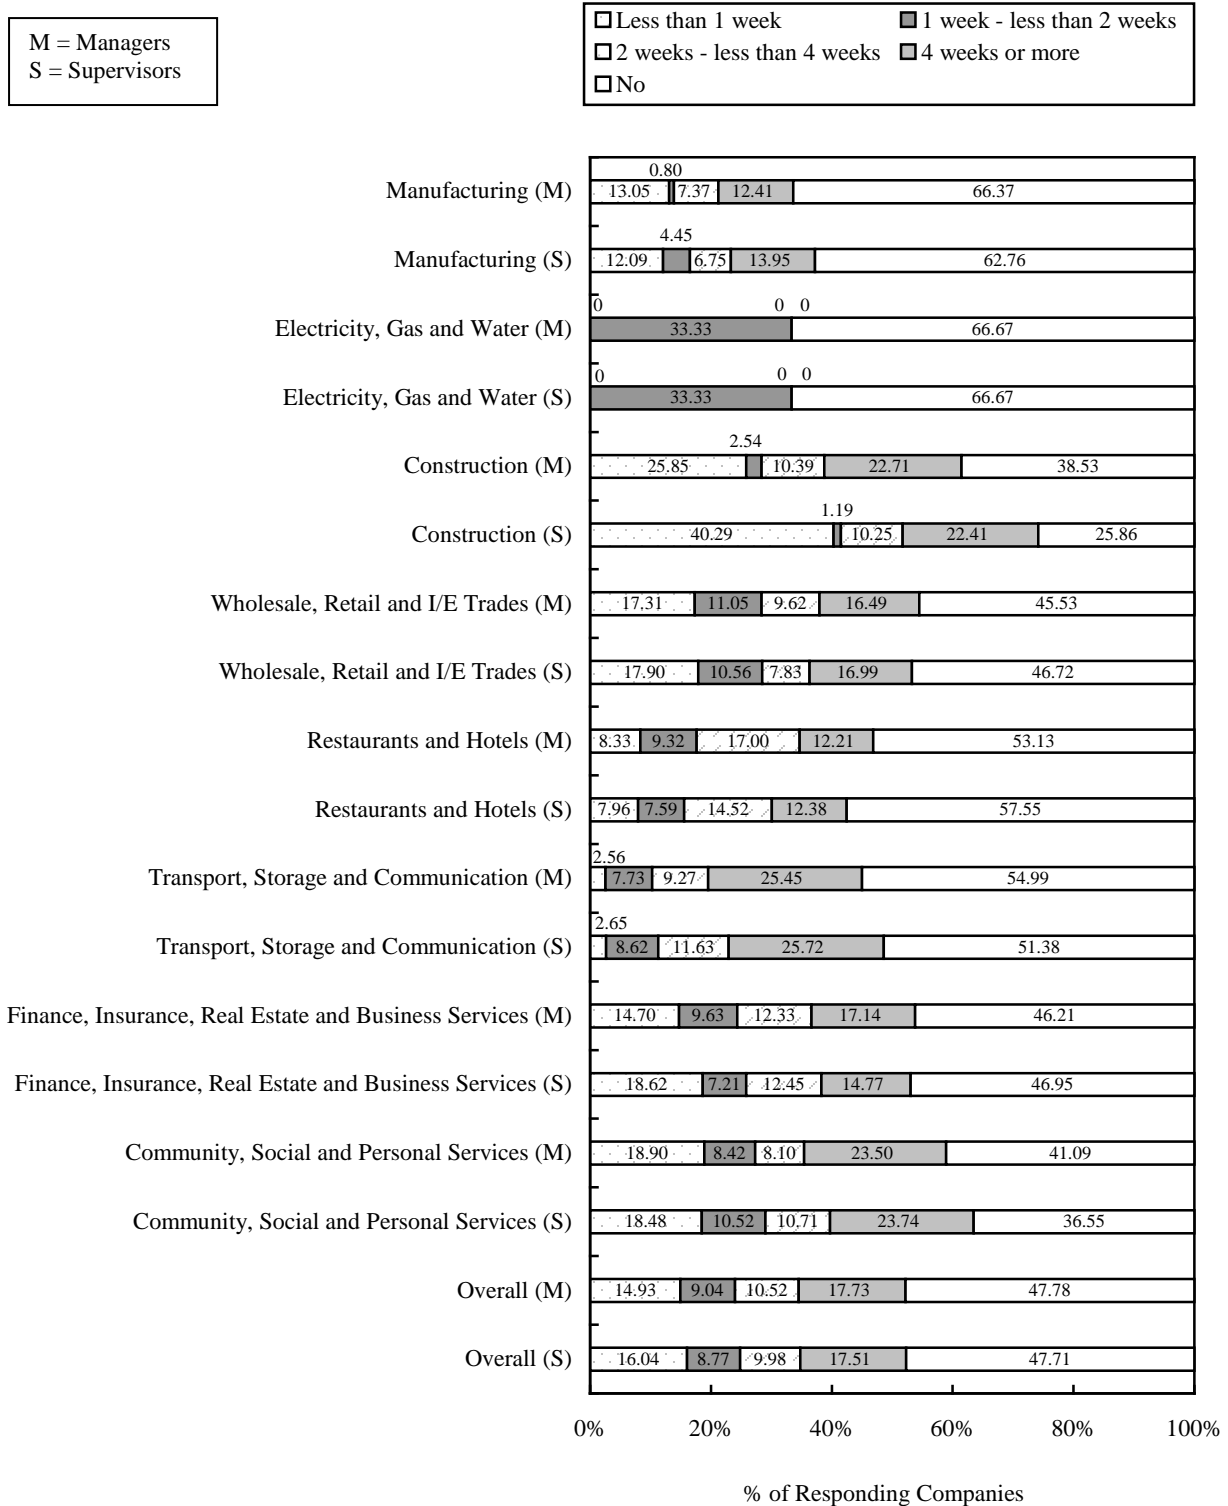 M = Managers
S = Supervisors
Less than 1 week 1 week - less than 2 weeks
2 weeks - less than 4 weeks 4 weeks or more
No
0.80
Manufacturing (M) 13.05 7.37 12.41 66.37
4.45
Manufacturing (S) 12.09 6.75 13.95 62.76
0 0 0
Electricity, Gas and Water (M) 33.33 66.67
0 0 0
Electricity, Gas and Water (S) 33.33 66.67
2.54
Construction (M) 25.85 10.39 22.71 38.53
1.19
Construction (S) 40.29 10.25 22.41 25.86
Wholesale, Retail and I/E Trades (M) 17.31 11.05 9.62 16.49 45.53
Wholesale, Retail and I/E Trades (S) 17.90 10.56 7.83 16.99 46.72
Restaurants and Hotels (M) 8.33 9.32 17.00 12.21 53.13
Restaurants and Hotels (S) 7.96 7.59 14.52 12.38 57.55
2.56
Transport, Storage and Communication (M) 7.73 9.27 25.45 54.99
2.65
Transport, Storage and Communication (S) 8.62 11.63 25.72 51.38
Finance, Insurance, Real Estate and Business Services (M) 14.70 9.63 12.33 17.14 46.21
Finance, Insurance, Real Estate and Business Services (S) 18.62 7.21 12.45 14.77 46.95
Community, Social and Personal Services (M) 18.90 8.42 8.10 23.50 41.09
Community, Social and Personal Services (S) 18.48 10.52 10.71 23.74 36.55
Overall (M) 14.93 9.04 10.52 17.73 47.78
Overall (S) 16.04 8.77 9.98 17.51 47.71
0% 20% 40% 60% 80% 100%
% of Responding Companies